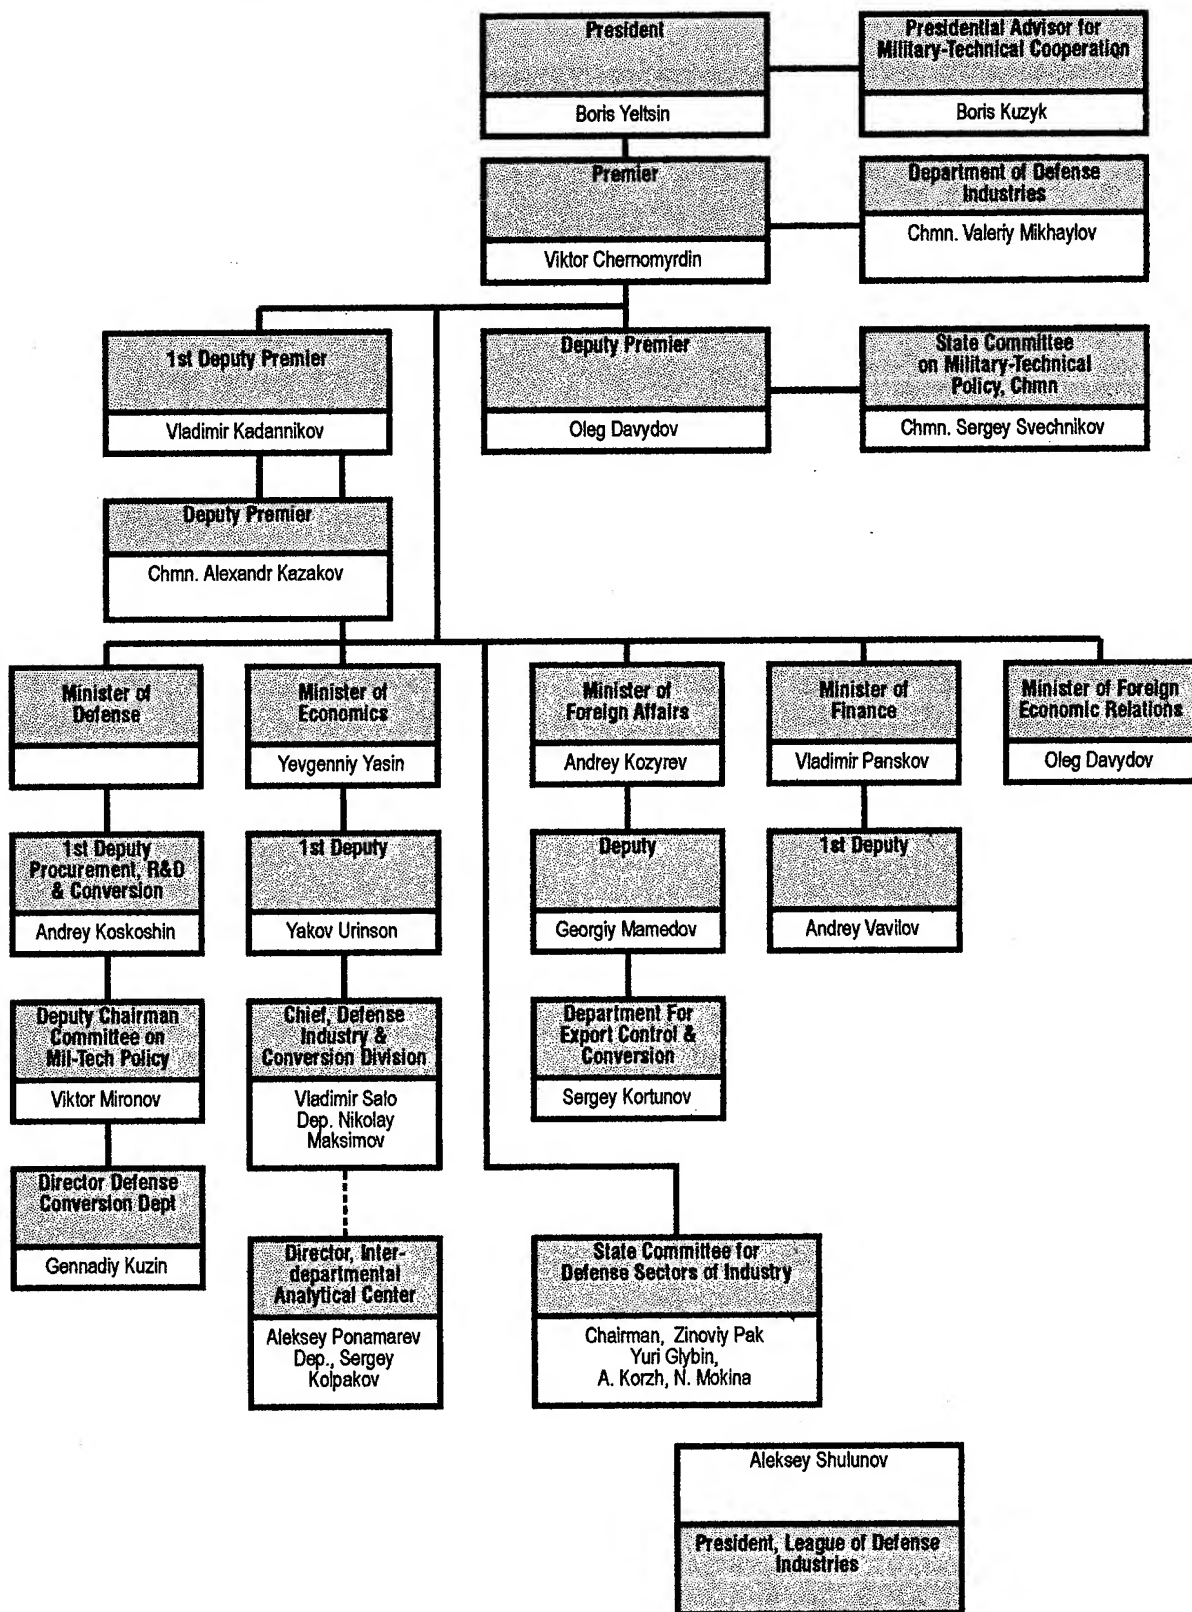 President
Boris Yeltsin
Presidential Advisor for
Military-Technical Cooperation
Boris Kuzyk
Premier
Viktor Chernomyrdin
Department of Defense
Industries
Chmn. Valeriy Mikhaylov
1st Deputy Premier
Vladimir Kadannikov
Deputy Premier
Oleg Davydov
State Committee
on Military-Technical
Policy, Chmn
Chmn. Sergey Svechnikov
Deputy Premier
Chmn. Alexandr Kazakov
Minister of
Defense
Minister of
Economics
Yevgenniy Yasin
Minister of
Foreign Affairs
Andrey Kozyrev
Minister of
Finance
Vladimir Panskov
Minister of Foreign
Economic Relations
Oleg Davydov
1st Deputy
Procurement, R&D
& Conversion
Andrey Koskoshin
1st Deputy
Yakov Urinson
Deputy
Georgiy Mamedov
1st Deputy
Andrey Vavilov
Deputy Chairman
Committee on
Mil-Tech Policy
Viktor Mironov
Chief, Defense
Industry &
Conversion Division
Vladimir Salo
Dep. Nikolay
Maksimov
Department For
Export Control &
Conversion
Sergey Kortunov
Director Defense
Conversion Dept
Gennadiy Kuzin
Director, Inter-
departmental
Analytical Center
Aleksey Ponamarev
Dep., Sergey
Kolpakov
State Committee for
Defense Sectors of Industry
Chairman, Zinoviy Pak
Yuri Glybin,
A. Korzh, N. Mokina
Aleksey Shulunov
President, League of Defense
Industries